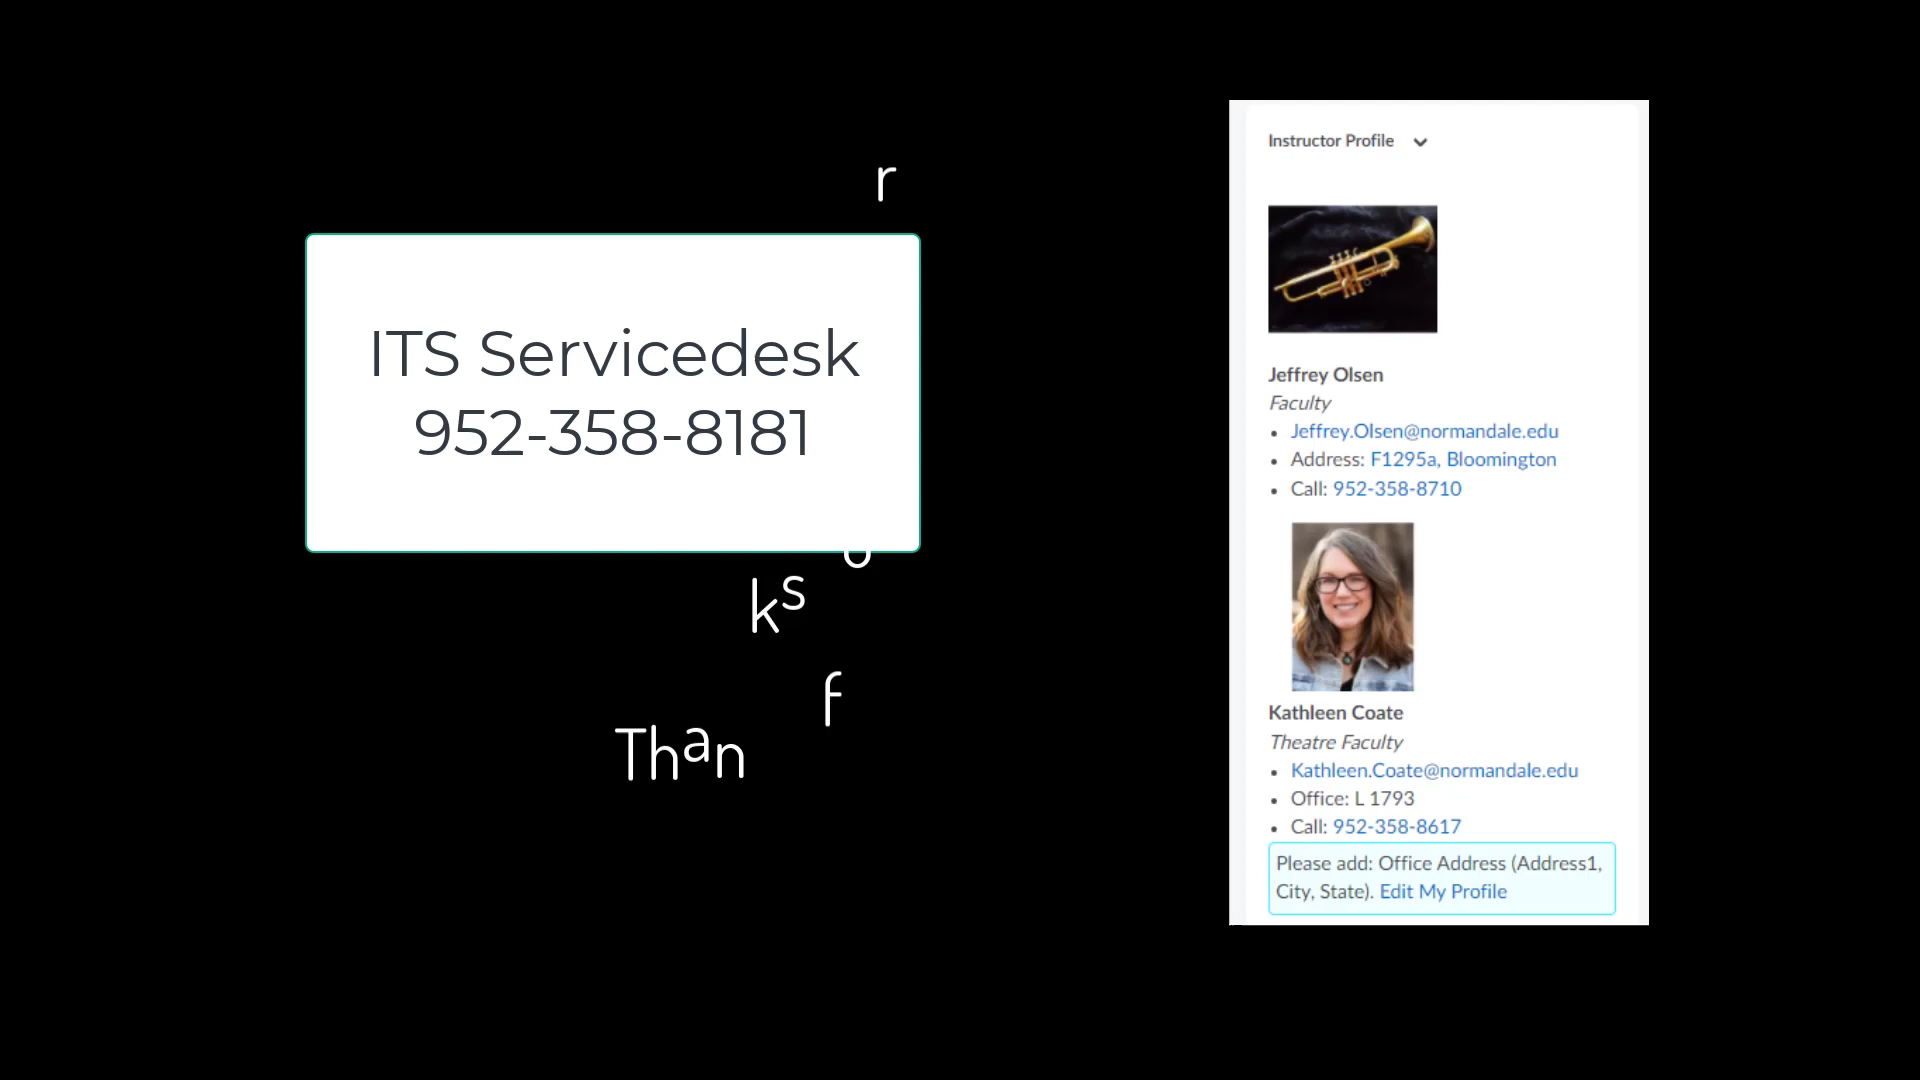 r
ITS Servicedesk
952-358-8181
o
ks
f
Than
Instructor Profile
Jeffrey Olsen
Faculty
• Jeffrey.Olsen@normandale.edu
• Address: F1295a, Bloomington
• Call: 952-358-8710
Kathleen Coate
Theatre Faculty
• Kathleen.Coate@normandale.edu
• Office: L 1793
• Call: 952-358-8617
Please add: Office Address (Address1,
City, State). Edit My Profile